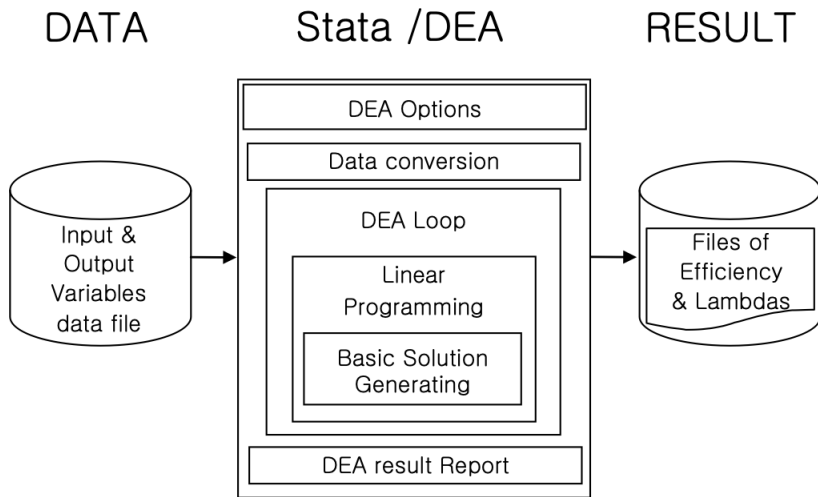 DATA
Stata /DEA
RESULT
Input &
Output
Variables
data file
DEA Options
Data conversion
DEA Loop
Linear
Programming
Basic Solution
Generating
DEA result Report
Files of
Efficiency
& Lambdas